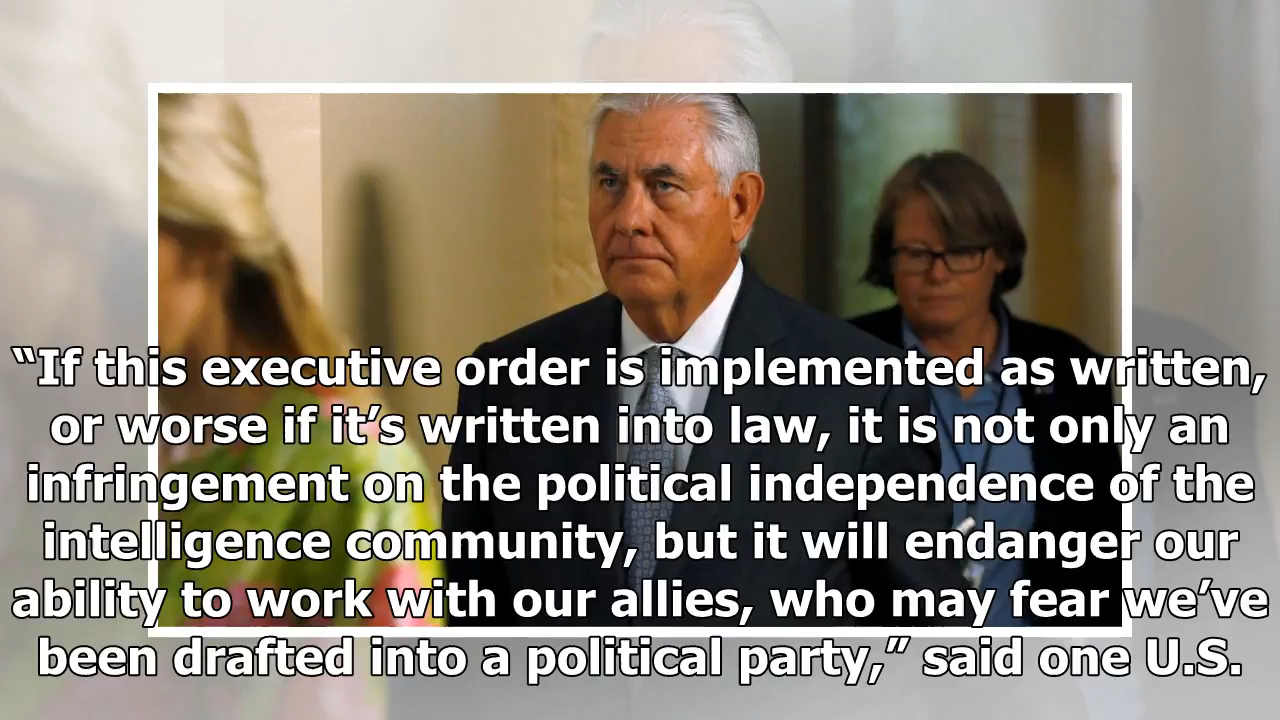 “If this executive order is implemented as written,
or worse if it’s written into law, it is not only an
infringement on the political independence of the
intelligence community, but it will endanger our
ability to work with our allies, who may fear we’ve
been drafted into a political party,” said one U.S.